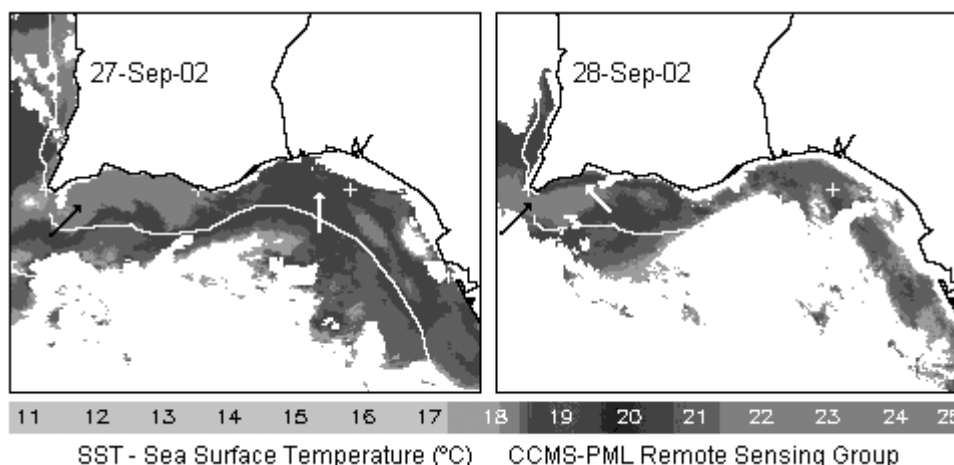 27-Sep-02
28-Sep-02
11 12 13 14 15 16 17 18 19 20 21 22 23 24 25
SST - Sea Surface Temperature (ºC) CCMS-PML Remote Sensing Group